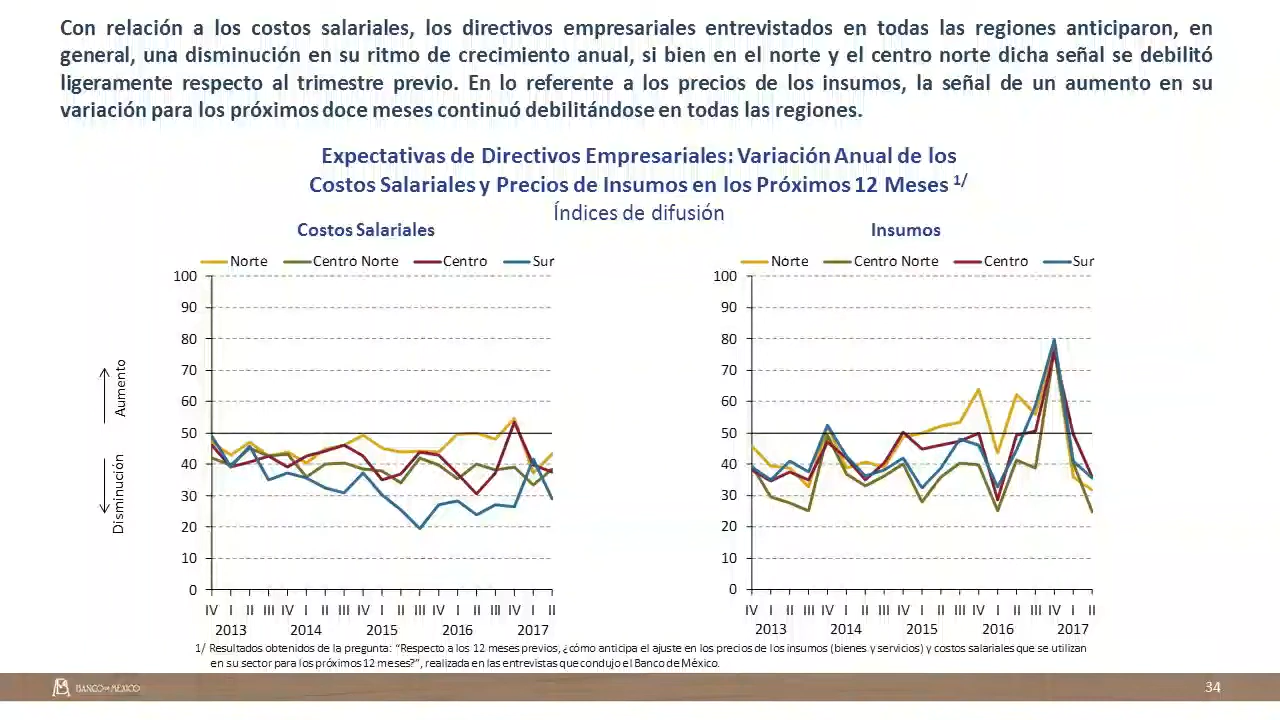 Con relación a los costos salariales, los directivos empresariales entrevistados en todas las regiones anticiparon, en
general, una disminución en su ritmo de crecimiento anual, si bien en el norte y el centro norte dicha señal se debilitó
ligeramente respecto al trimestre previo. En lo referente a los precios de los insumos, la señal de un aumento en su
variación para los próximos doce meses continuó debilitándose en todas las regiones.
Expectativas de Directivos Empresariales: Variación Anual de los
Costos Salariales y Precios de Insumos en los Próximos 12 Meses 1/
Índices de difusión
Costos Salariales
Norte Centro Norte Centro Sur
100
90
80
70
60
50
40
30
20
10
0
Aumento
Disminución
IV I II III IV I II III IV I II III IV I II III IV I II
2013 2014 2015 2016 2017
Insumos
Norte Centro Norte Centro Sur
100
90
80
70
60
50
40
30
20
10
0
IV I II III IV I II III IV I II III IV I II III IV I II
2013 2014 2015 2016 2017
1/ Resultados obtenidos de la pregunta: “Respecto a los 12 meses previos, ¿cómo anticipa el ajuste en los precios de los insumos (bienes y servicios) y costos salariales que se utilizan
en su sector para los próximos 12 meses?”, realizada en las entrevistas que condujo el Banco de México.
BANCO DE MÉXICO
34